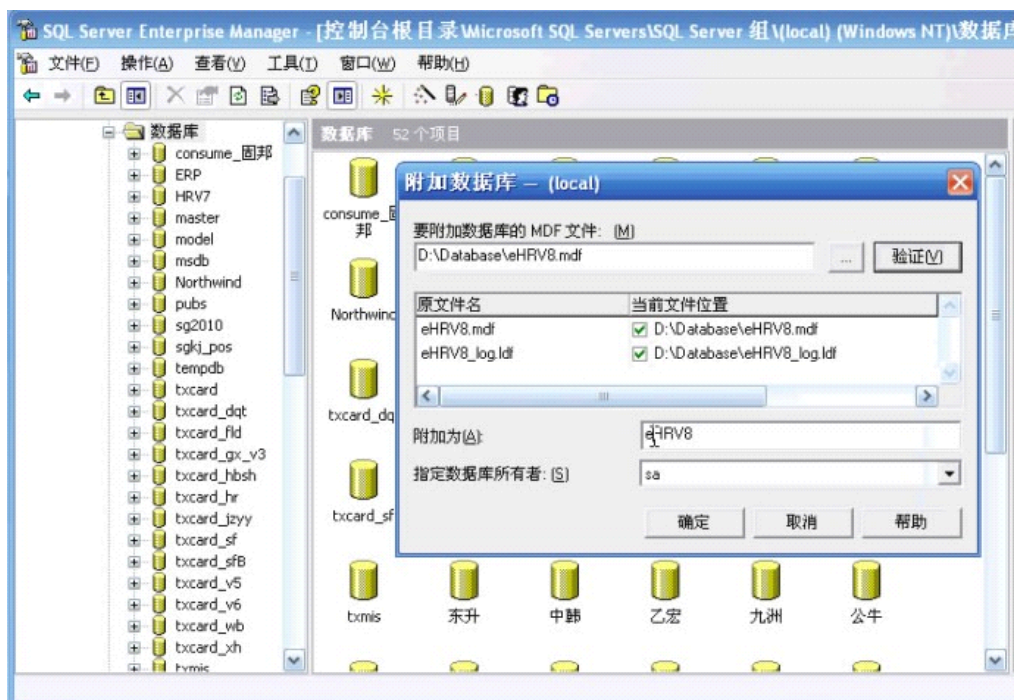 SQL Server Enterprise Manager - [控制台根目录\Microsoft SQL Servers\SQL Server 组\(local) (Windows NT)\数据库
文件(F) 操作(A) 查看(V) 工具(T) 窗口(W) 帮助(H)
数据库
consume_固邦
ERP
HRV7
master
model
msdb
Northwind
pubs
sg2010
sgkj_pos
tempdb
txcard
txcard_dqt
txcard_fld
txcard_gx_v3
txcard_hbsh
txcard_hr
txcard_jzyy
txcard_sf
txcard_sfB
txcard_v5
txcard_v6
txcard_wb
txcard_xh
txmis
数据库 52 个项目
consume_固
邦
Northwind
txcard_dq
txcard_sf
txmis 东升 中韩 乙宏 九洲 公牛
附加数据库 - (local)
要附加数据库的 MDF 文件: (M)
D:\Database\eHRV8.mdf ... 验证(V)
原文件名 当前文件位置
eHRV8.mdf D:\Database\eHRV8.mdf
eHRV8_log.ldf D:\Database\eHRV8_log.ldf
附加为(A): eHRV8
指定数据库所有者: (S) sa
确定 取消 帮助